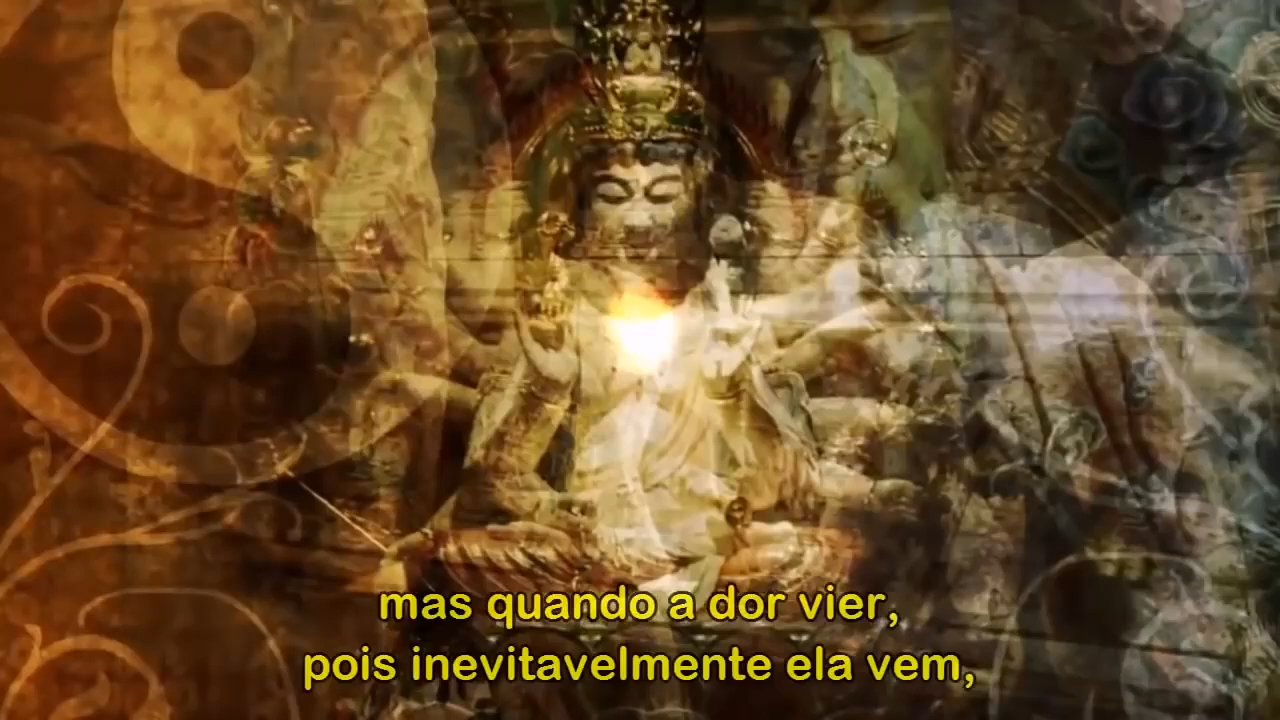 mas quando a dor vier,
pois inevitavelmente ela vem,